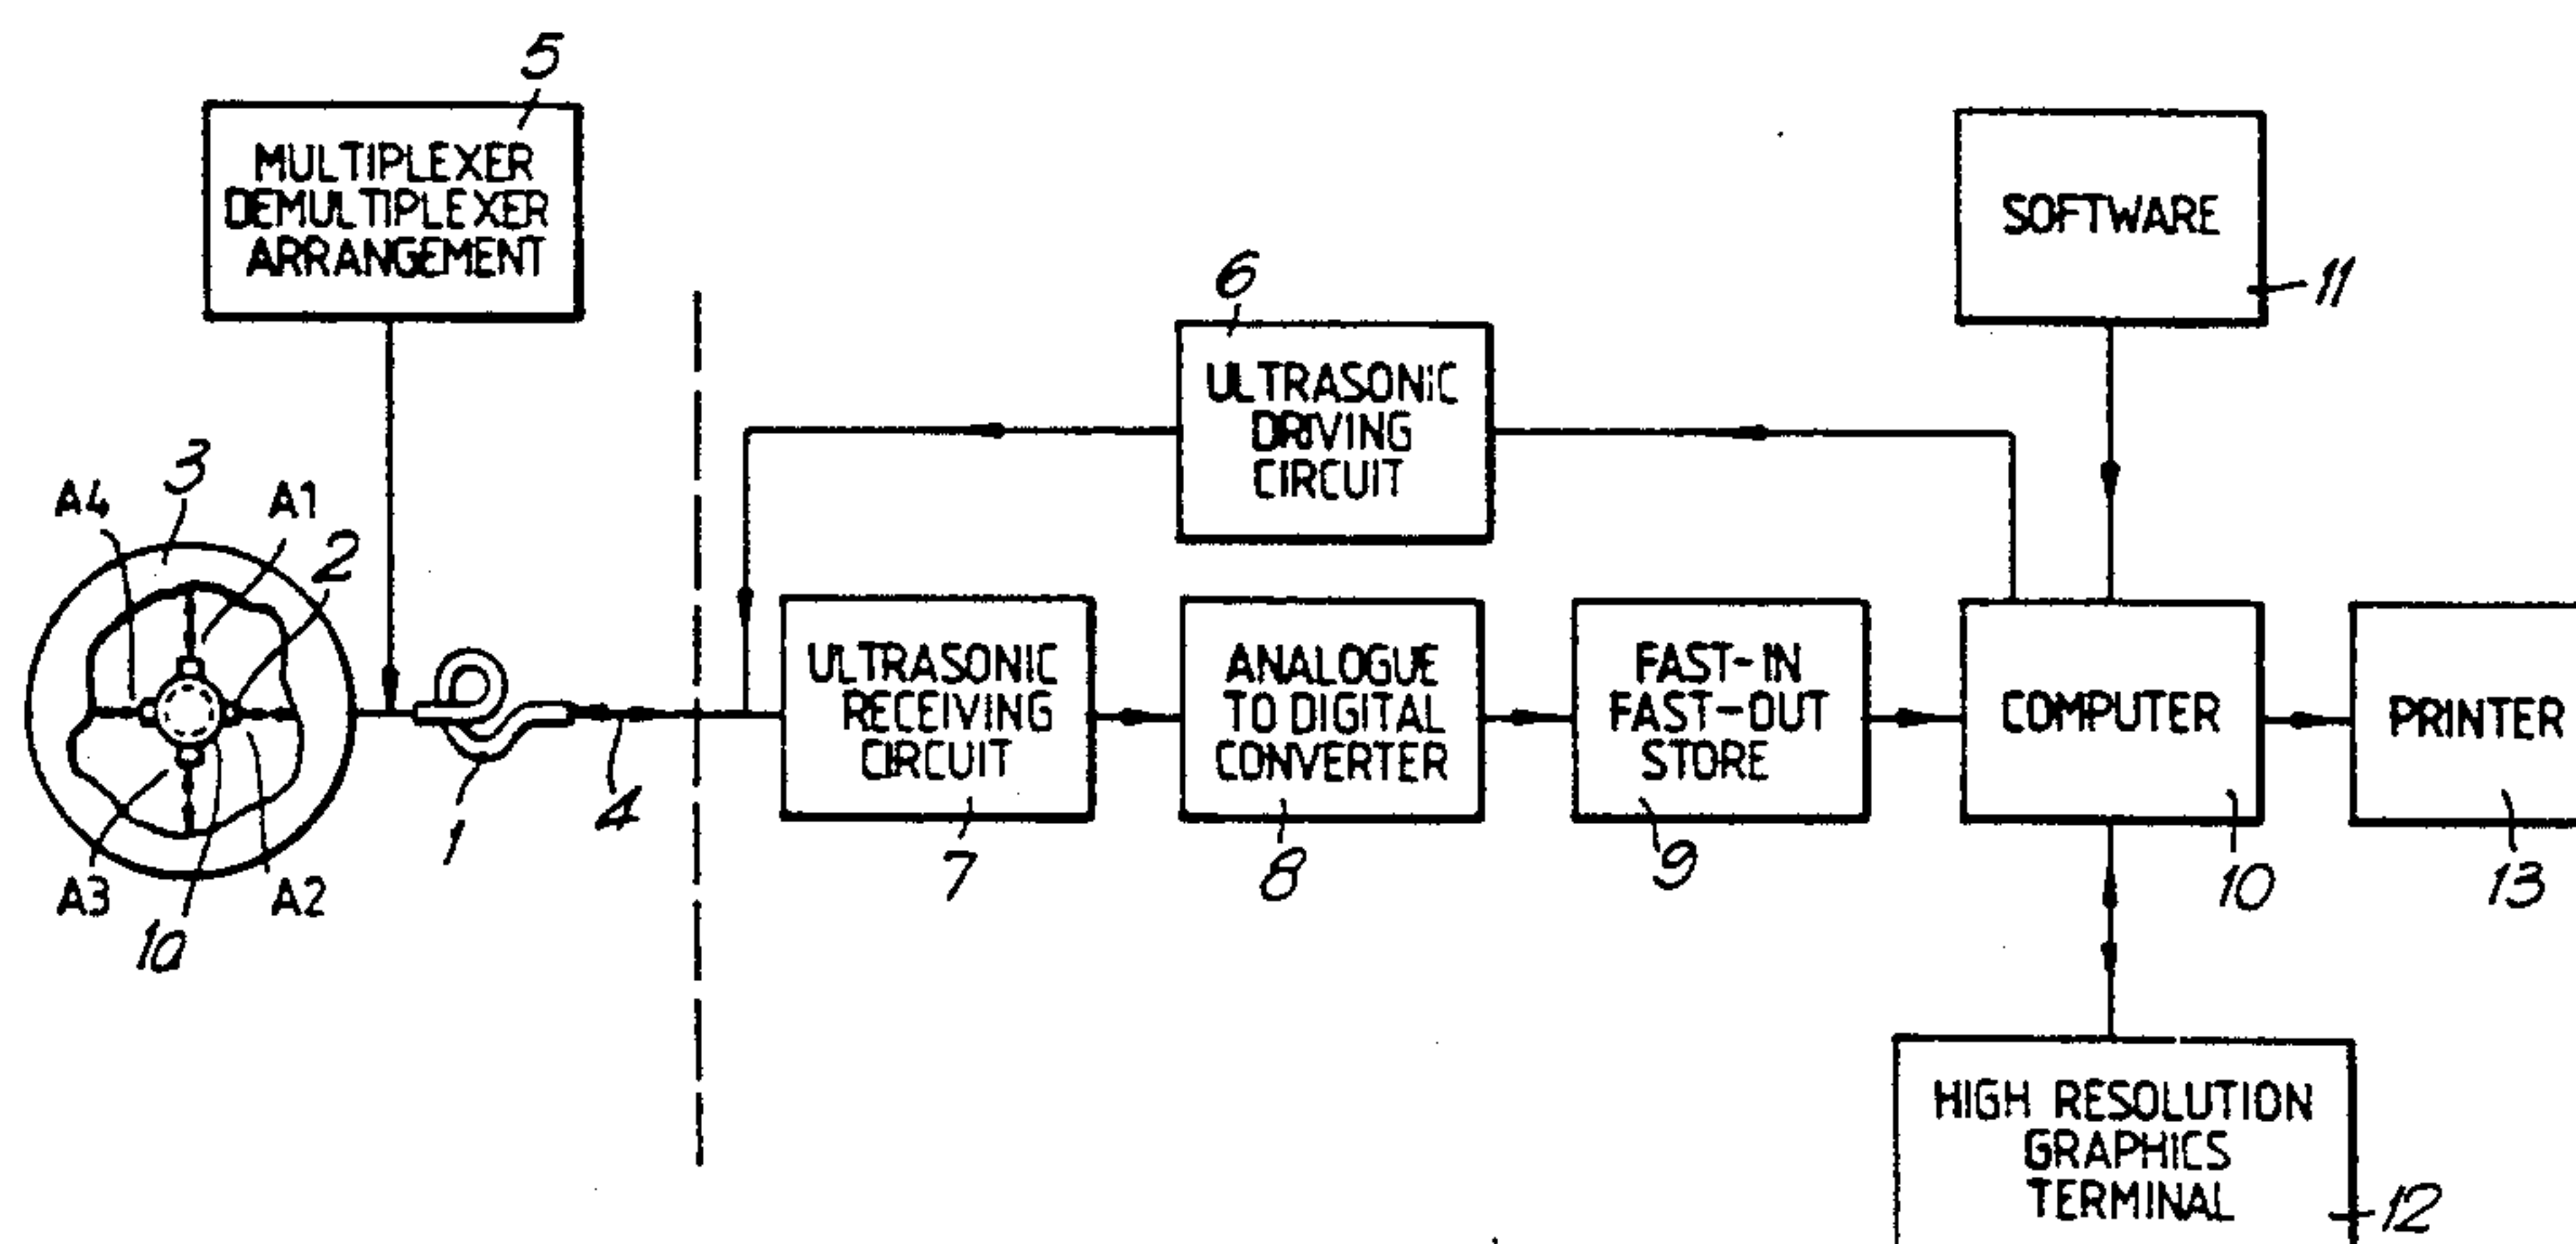 5
MULTIPLEXER
DEMULTIPLEXER
ARRANGEMENT
SOFTWARE
11
6
ULTRASONIC
DRIVING
CIRCUIT
A4
3
A1
2
A3
1a
A2
1
4
ULTRASONIC
RECEIVING
CIRCUIT
7
ANALOGUE
TO DIGITAL
CONVERTER
8
FAST-IN
FAST-OUT
STORE
9
COMPUTER
10
PRINTER
13
HIGH RESOLUTION
GRAPHICS
TERMINAL
12